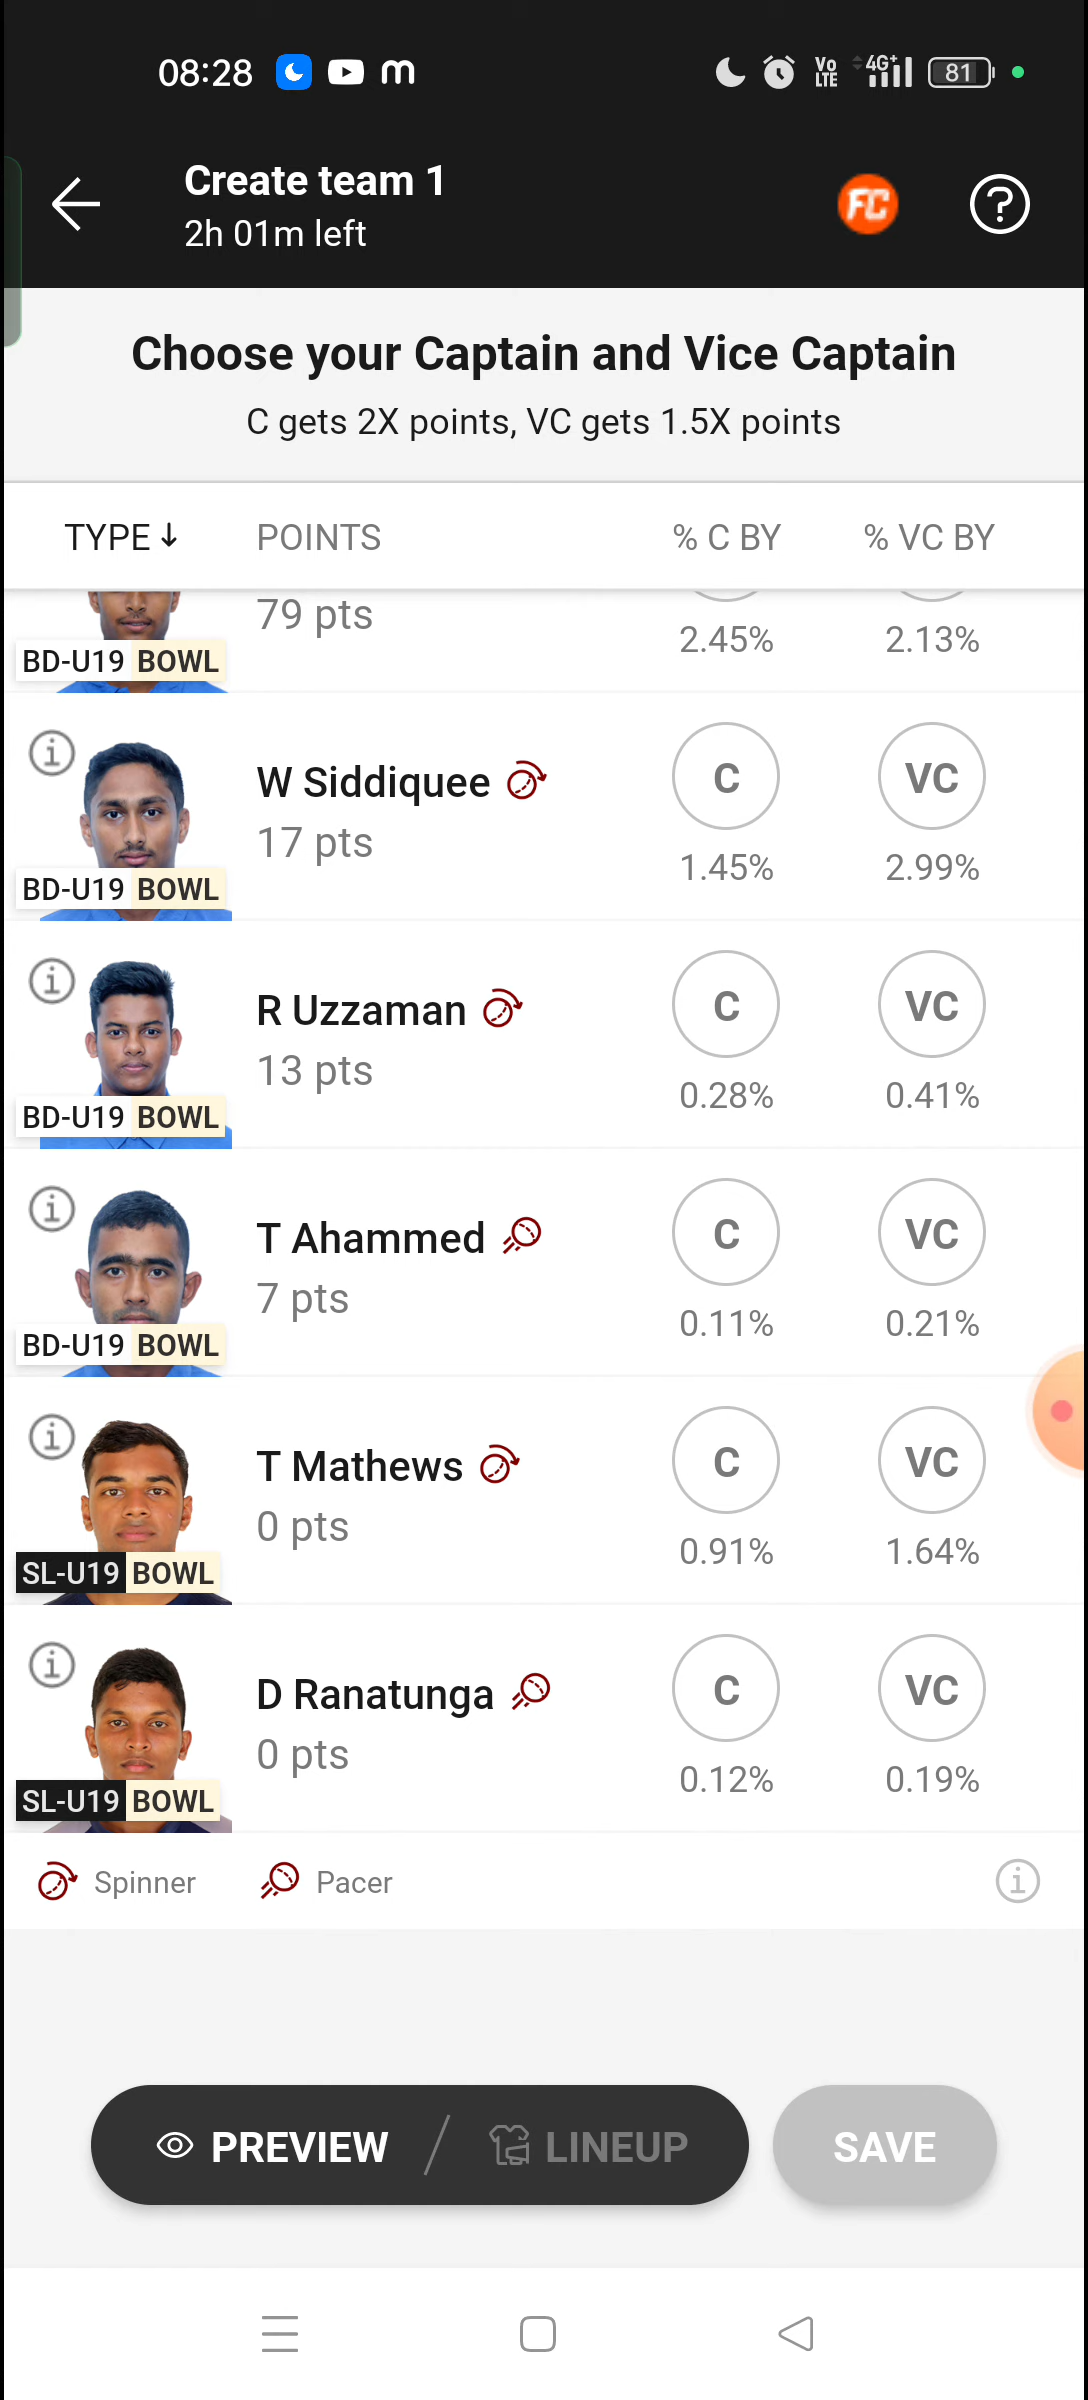 08:28
Vo
LTE
4G+
81
Create team 1
2h 01m left
FC
?
Choose your Captain and Vice Captain
C gets 2X points, VC gets 1.5X points
TYPE POINTS % C BY % VC BY
79 pts
2.45% 2.13%
BD-U19 BOWL
W Siddiquee
17 pts
C VC
1.45% 2.99%
BD-U19 BOWL
R Uzzaman
13 pts
C VC
0.28% 0.41%
BD-U19 BOWL
T Ahammed
7 pts
C VC
0.11% 0.21%
BD-U19 BOWL
T Mathews
0 pts
C VC
0.91% 1.64%
SL-U19 BOWL
D Ranatunga
0 pts
C VC
0.12% 0.19%
SL-U19 BOWL
Spinner Pacer
PREVIEW LINEUP SAVE